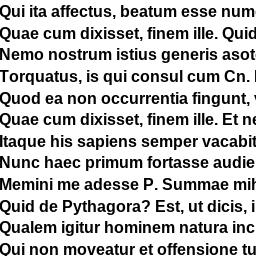 Qui ita affectus, beatum esse num
Quae cum dixisset, finem ille. Quid
Nemo nostrum istius generis asot
Torquatus, is qui consul cum Cn.
Quod ea non occurrentia fingunt,
Quae cum dixisset, finem ille. Et ne
Itaque his sapiens semper vacabit
Nunc haec primum fortasse audie
Memini me adesse P. Summae mih
Quid de Pythagora? Est, ut dicis, i
Qualem igitur hominem natura inc
Qui non moveatur et offensione tu